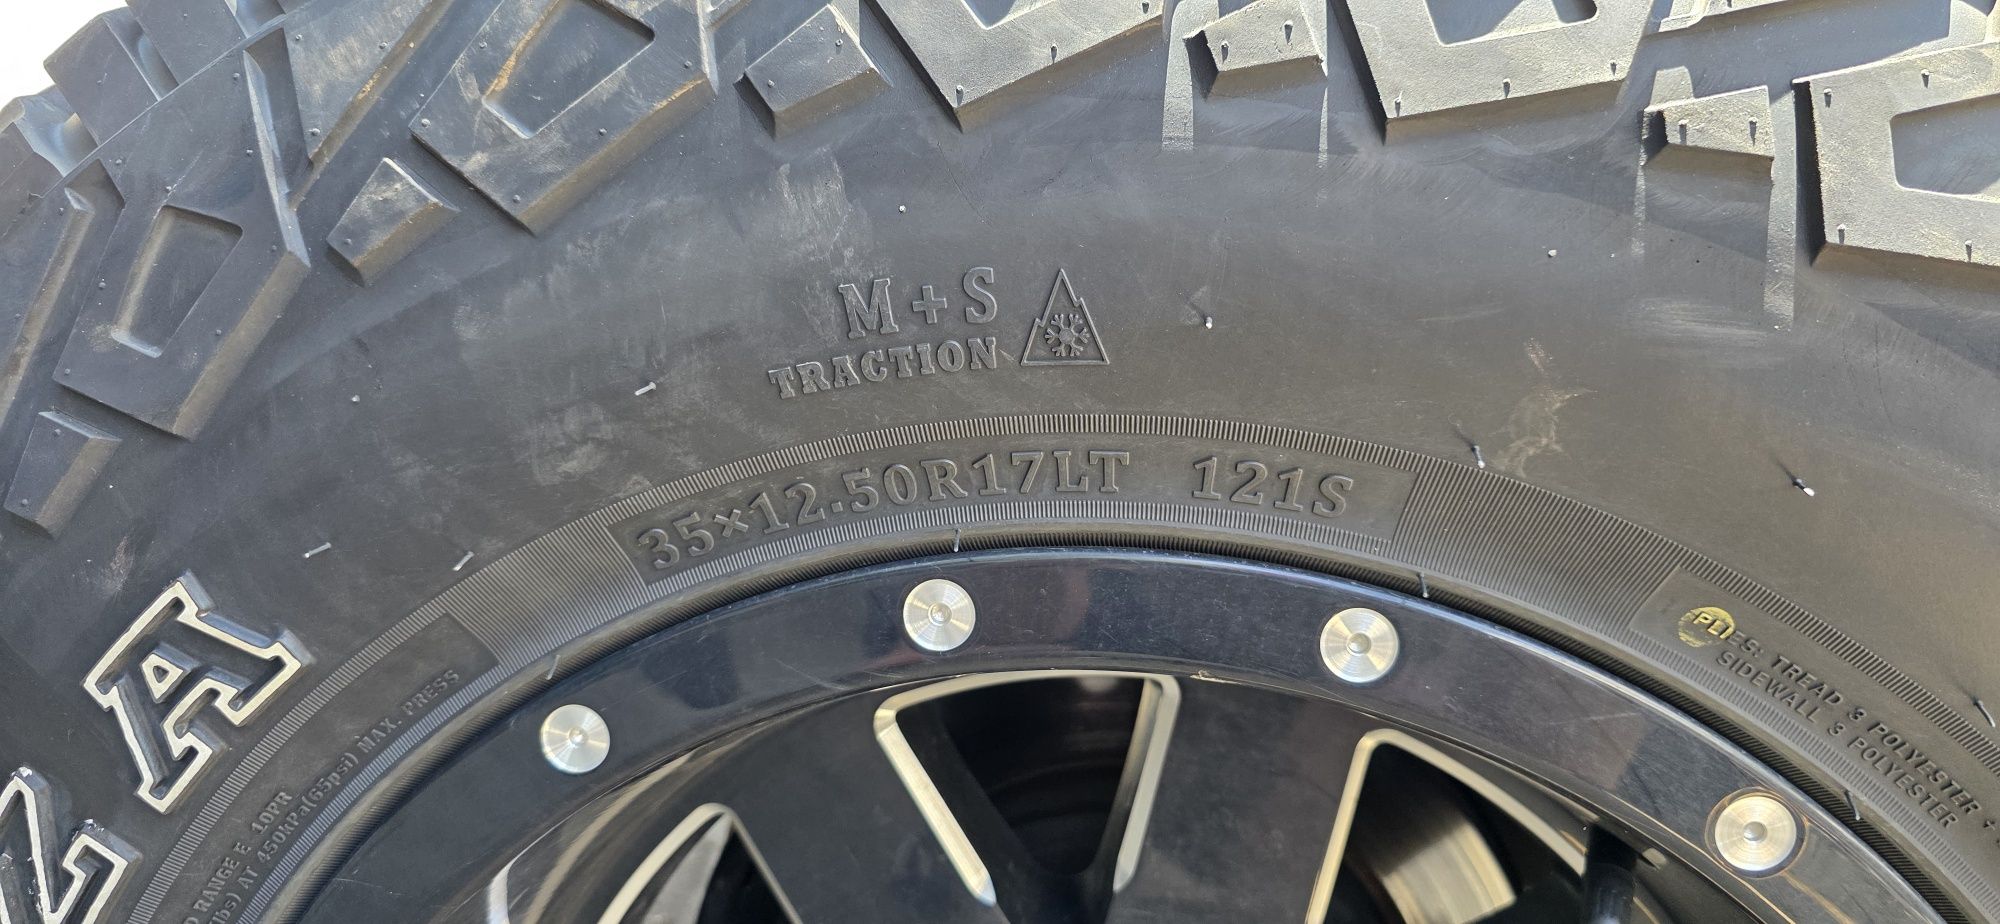 M + S
TRACTION
35×12.50R17LT 121S
ZA
RANGE E 10PR
AT 450kPa(65psi) MAX. PRESS
PLIES: TREAD 3 POLYESTER +
SIDEWALL 3 POLYESTER